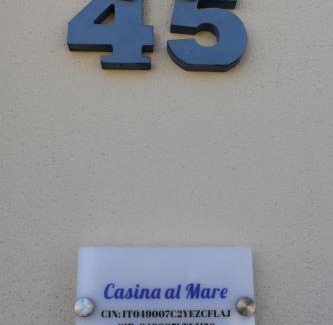 45
Casina al Mare
CIN: IT049007C2YEZCFLAJ